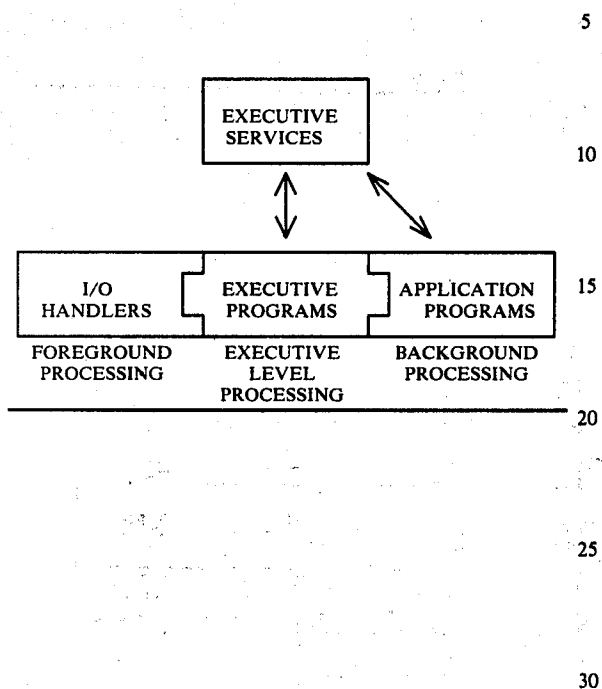 5
EXECUTIVE
SERVICES
10
I/O
HANDLERS
EXECUTIVE
PROGRAMS
APPLICATION
PROGRAMS
15
FOREGROUND
PROCESSING
EXECUTIVE
LEVEL
PROCESSING
BACKGROUND
PROCESSING
20
25
30